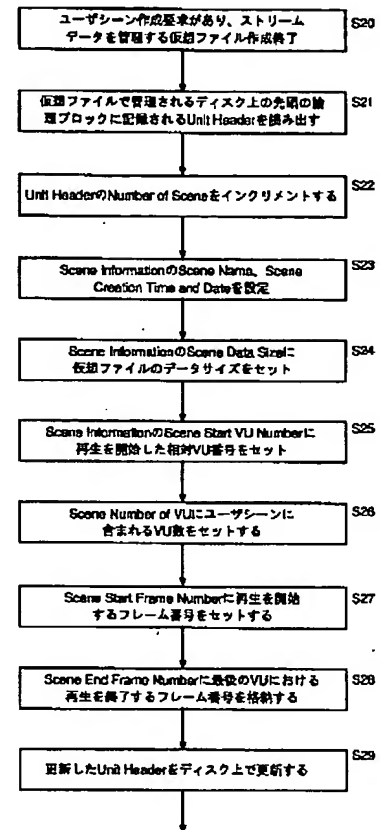 ユーザシーン作成要求があり、ストリーム
データを管理する仮想ファイル作成終了
S20
仮想ファイルで管理されるディスク上の先頭の論
理ブロックに記録されるUnit Headerを読み出す
S21
Unit HeaderのNumber of Sceneをインクリメントする
S22
Scene InformationのScene Name、Scene
Creation Time and Dateを設定
S23
Scene InformationのScene Data Sizeに
仮想ファイルのデータサイズをセット
S24
Scene InformationのScene Start VU Numberに
再生を開始した相対VU番号をセット
S25
Scene Number of VUにユーザシーンに
含まれるVU数をセットする
S26
Scene Start Frame Numberに再生を開始
するフレーム番号をセットする
S27
Scene End Frame Numberに最後のVUにおける
再生を終了するフレーム番号を格納する
S28
更新したUnit Headerをディスク上で更新する
S29